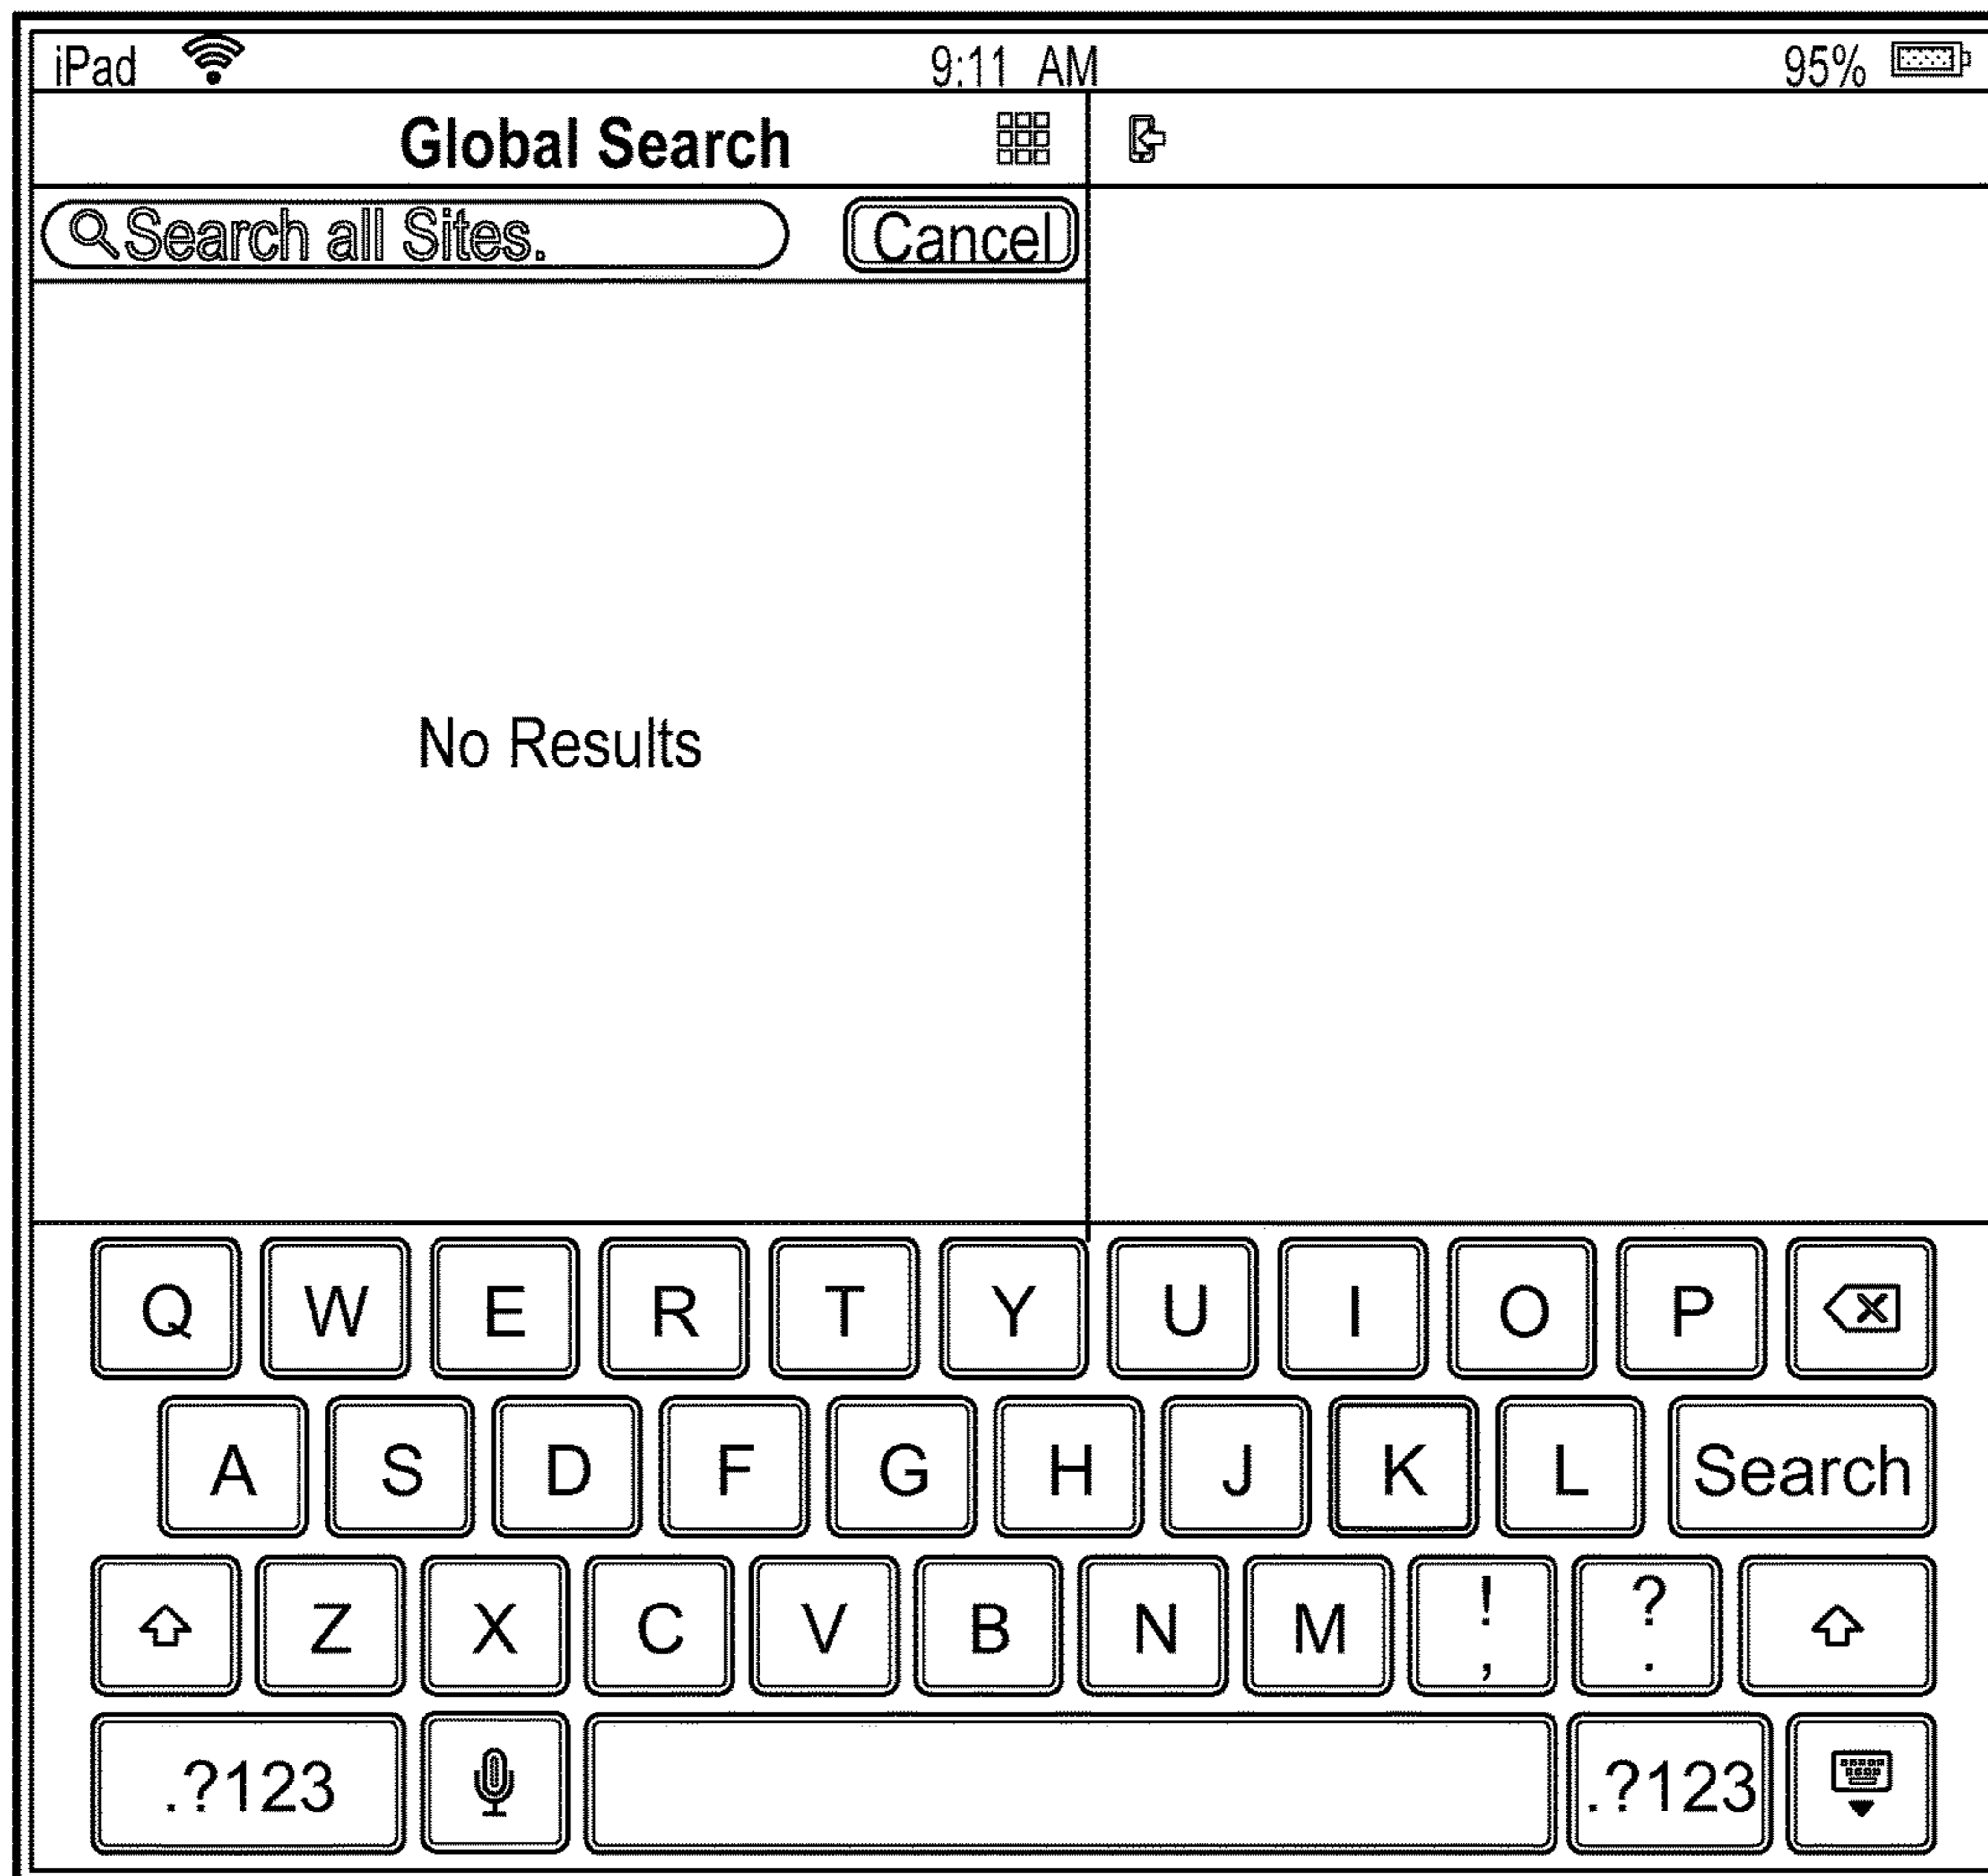 iPad 9:11 AM 95%
Global Search
Search all Sites. Cancel
No Results
Q W E R T Y U I O P
A S D F G H J K L Search
Z X C V B N M ! ?
, .
.?123 .?123